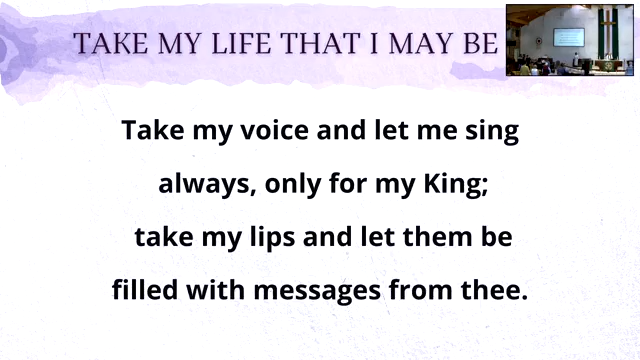 TAKE MY LIFE THAT I MAY BE
Take my voice and let me sing
always, only for my King;
take my lips and let them be
filled with messages from thee.